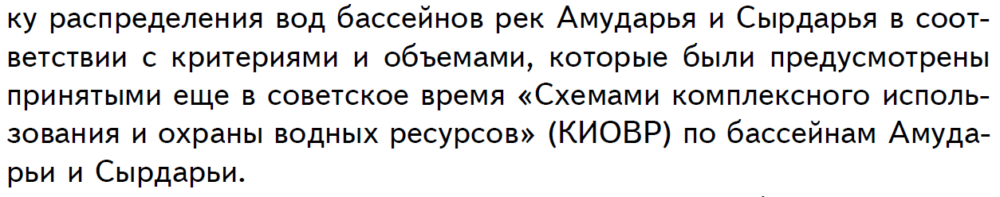 ку распределения вод бассейнов рек Амударья и Сырдарья в соот-
ветствии с критериями и объемами, которые были предусмотрены
принятыми еще в советское время «Схемами комплексного исполь-
зования и охраны водных ресурсов» (КИОВР) по бассейнам Амуда-
рьи и Сырдарьи.